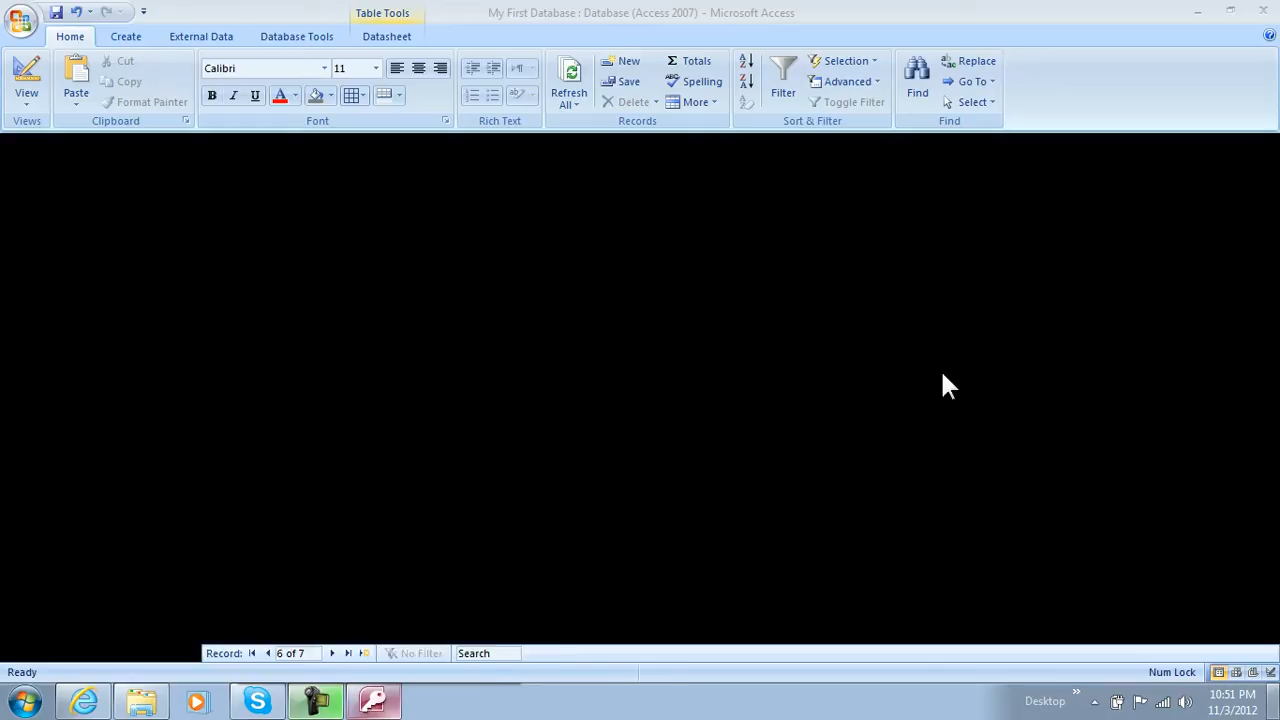 Table Tools
My First Database : Database (Access 2007) - Microsoft Access
Home Create External Data Database Tools Datasheet
View
Views
Paste
Cut
Copy
Format Painter
Clipboard
Calibri 11
B I U A
Font
Rich Text
Refresh
All
New
Save
Delete
Totals
Spelling
More
Records
Filter
Selection
Advanced
Toggle Filter
Sort & Filter
Find
Replace
Go To
Select
Find
Record: 6 of 7 No Filter Search
Ready
Num Lock
Desktop
10:51 PM
11/3/2012